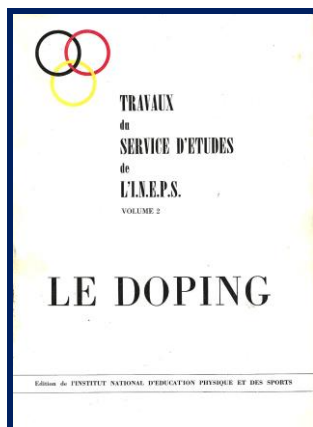 TRAVAUX
du
SERVICE D'ETUDES
de
L'I.N.E.P.S.
VOLUME 2
LE DOPING
Edition de l'INSTITUT NATIONAL D'EDUCATION PHYSIQUE ET DES SPORTS